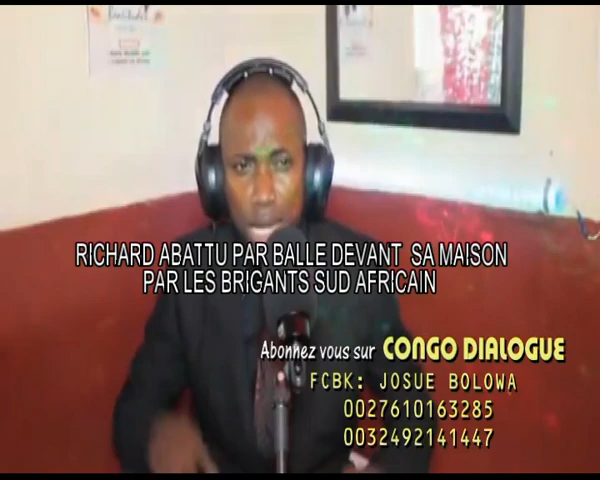 RICHARD ABATTU PAR BALLE DEVANT SA MAISON
PAR LES BRIGANTS SUD AFRICAIN
Abonnez vous sur CONGO DIALOGUE
FCBK: JOSUE BOLOWA
0027610163285
0032492141447